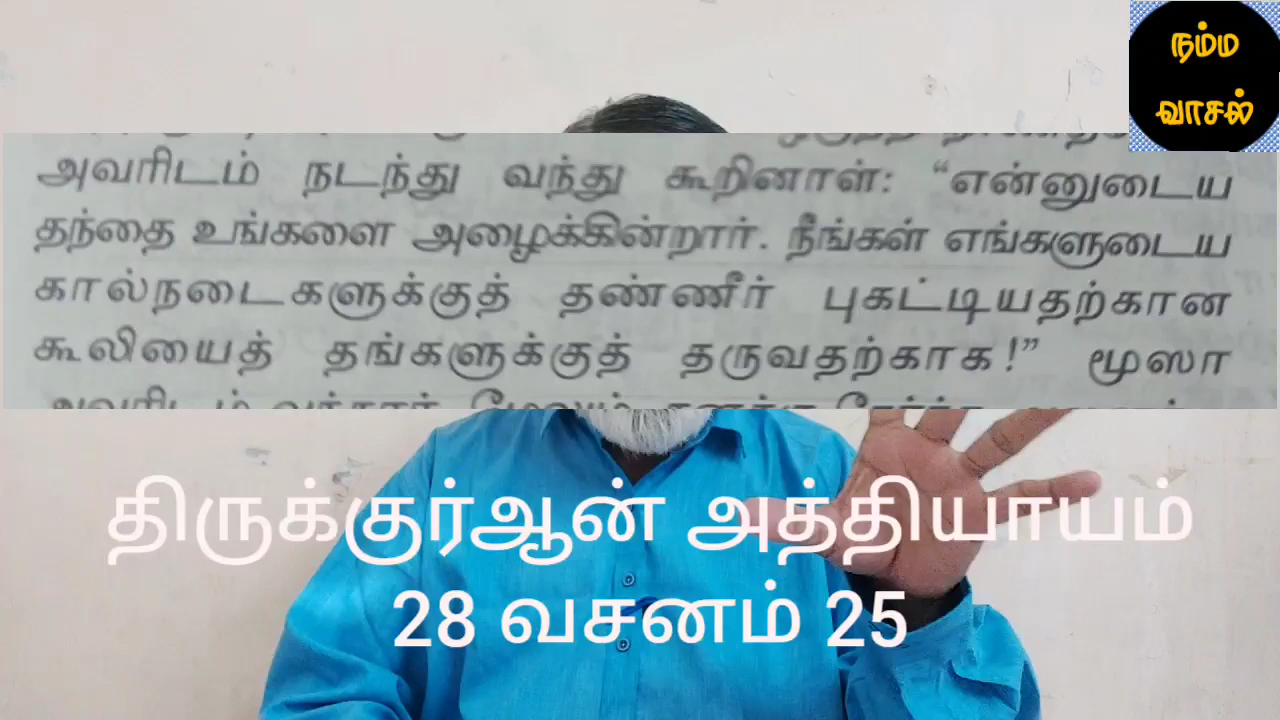 நம்ம
வாசல்
அவரிடம் நடந்து வந்து கூறினாள்: “என்னுடைய
தந்தை உங்களை அழைக்கின்றார். நீங்கள் எங்களுடைய
கால்நடைகளுக்குத் தண்ணீர் புகட்டியதற்கான
கூலியைத் தங்களுக்குத் தருவதற்காக!” மூஸா
திருக்குர்ஆன் அத்தியாயம்
28 வசனம் 25